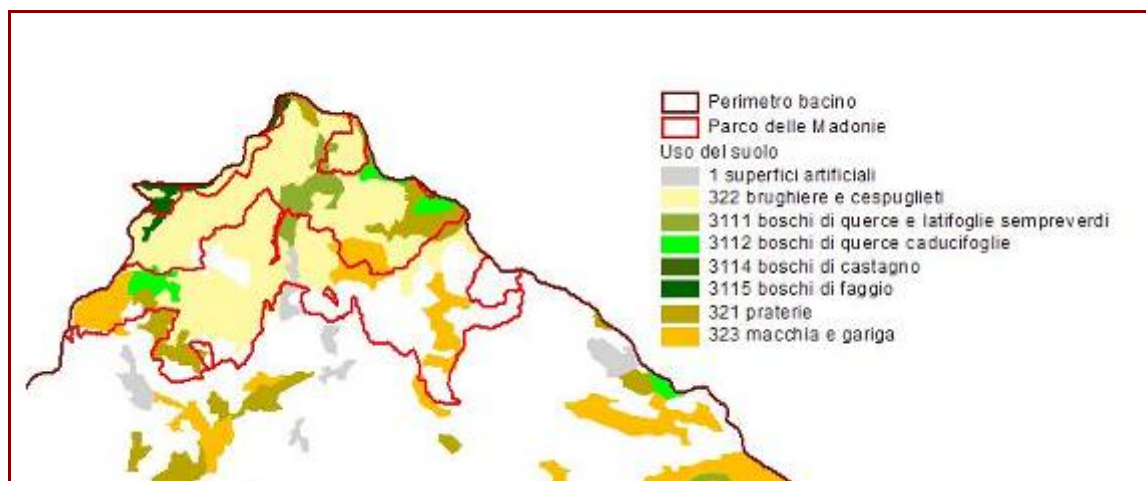 Perimetro bacino
Parco delle Madonie
Uso del suolo
1 superfici artificiali
322 brughiere e cespuglieti
3111 boschi di querce e latifoglie sempreverdi
3112 boschi di querce caducifoglie
3114 boschi di castagno
3115 boschi di faggio
321 praterie
323 macchia e gariga